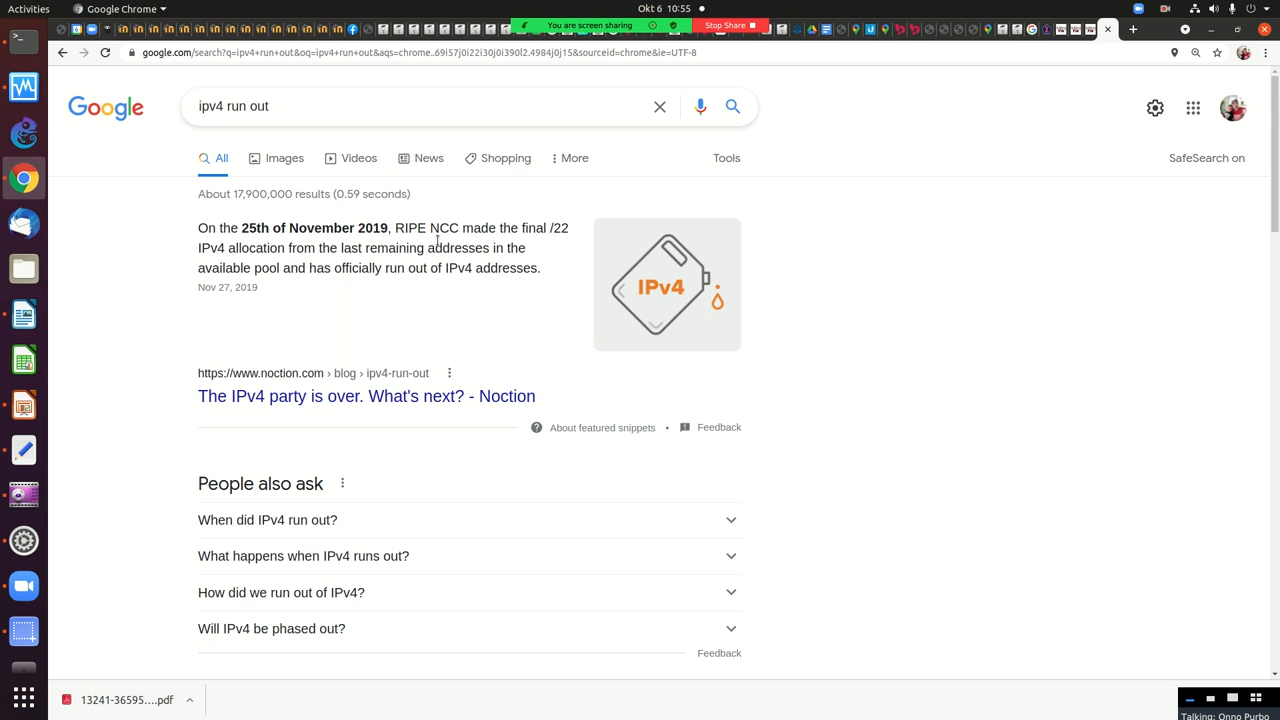 Activities
Google Chrome
Okt 6 10:55
You are screen sharing
Stop Share
google.com/search?q=ipv4+run+out&oq=ipv4+run+out&aqs=chrome..69i57j0i22i30j0i390l2.4984j0j15&sourceid=chrome&ie=UTF-8
Google
ipv4 run out
All
Images
Videos
News
Shopping
More
Tools
SafeSearch on
About 17,900,000 results (0.59 seconds)
On the 25th of November 2019, RIPE NCC made the final /22
IPv4 allocation from the last remaining addresses in the
available pool and has officially run out of IPv4 addresses.
Nov 27, 2019
IPv4
https://www.noction.com › blog › ipv4-run-out
The IPv4 party is over. What's next? - Noction
About featured snippets • Feedback
People also ask
When did IPv4 run out?
What happens when IPv4 runs out?
How did we run out of IPv4?
Will IPv4 be phased out?
Feedback
13241-36595....pdf
Talking: Onno Purbo